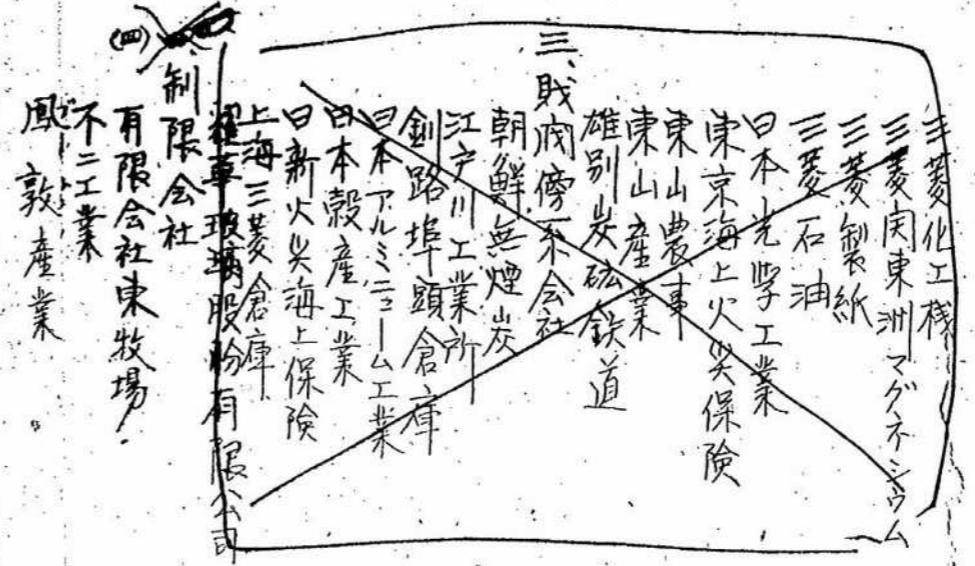 三菱化工機
三菱関東洲マグネシウム
三菱製紙
三菱石油
日本光学工業
東京海上火災保険
東山農事
東山産業
雄別炭砿鉄道
三、財閥傍系会社
朝鮮無煙炭
江戸川工業所
釧路埠頭倉庫
日本アルミニューム工業
日本穀産工業
日新火災海上保険
上海三菱倉庫
玻璃股份有限公司
(四)
制限会社
有限会社東牧場
不二工業
鳳敦産業